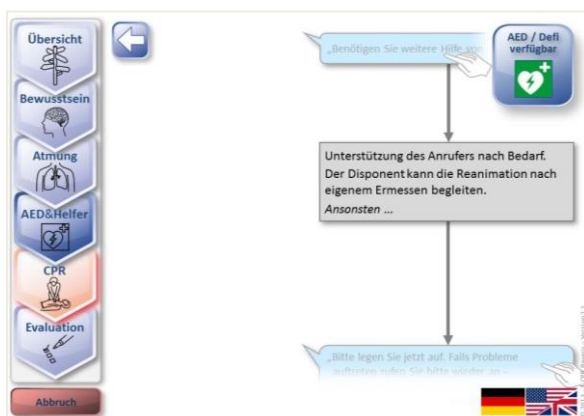 Übersicht
Bewusstsein
Atmung
AED&Helfer
CPR
Evaluation
Abbruch
„Benötigen Sie weitere Hilfe von
AED / Defi
verfügbar
Unterstützung des Anrufers nach Bedarf.
Der Disponent kann die Reanimation nach
eigenem Ermessen begleiten.
Ansonsten ...
„Bitte legen Sie jetzt auf. Falls Probleme
auftreten rufen Sie bitte wieder an –